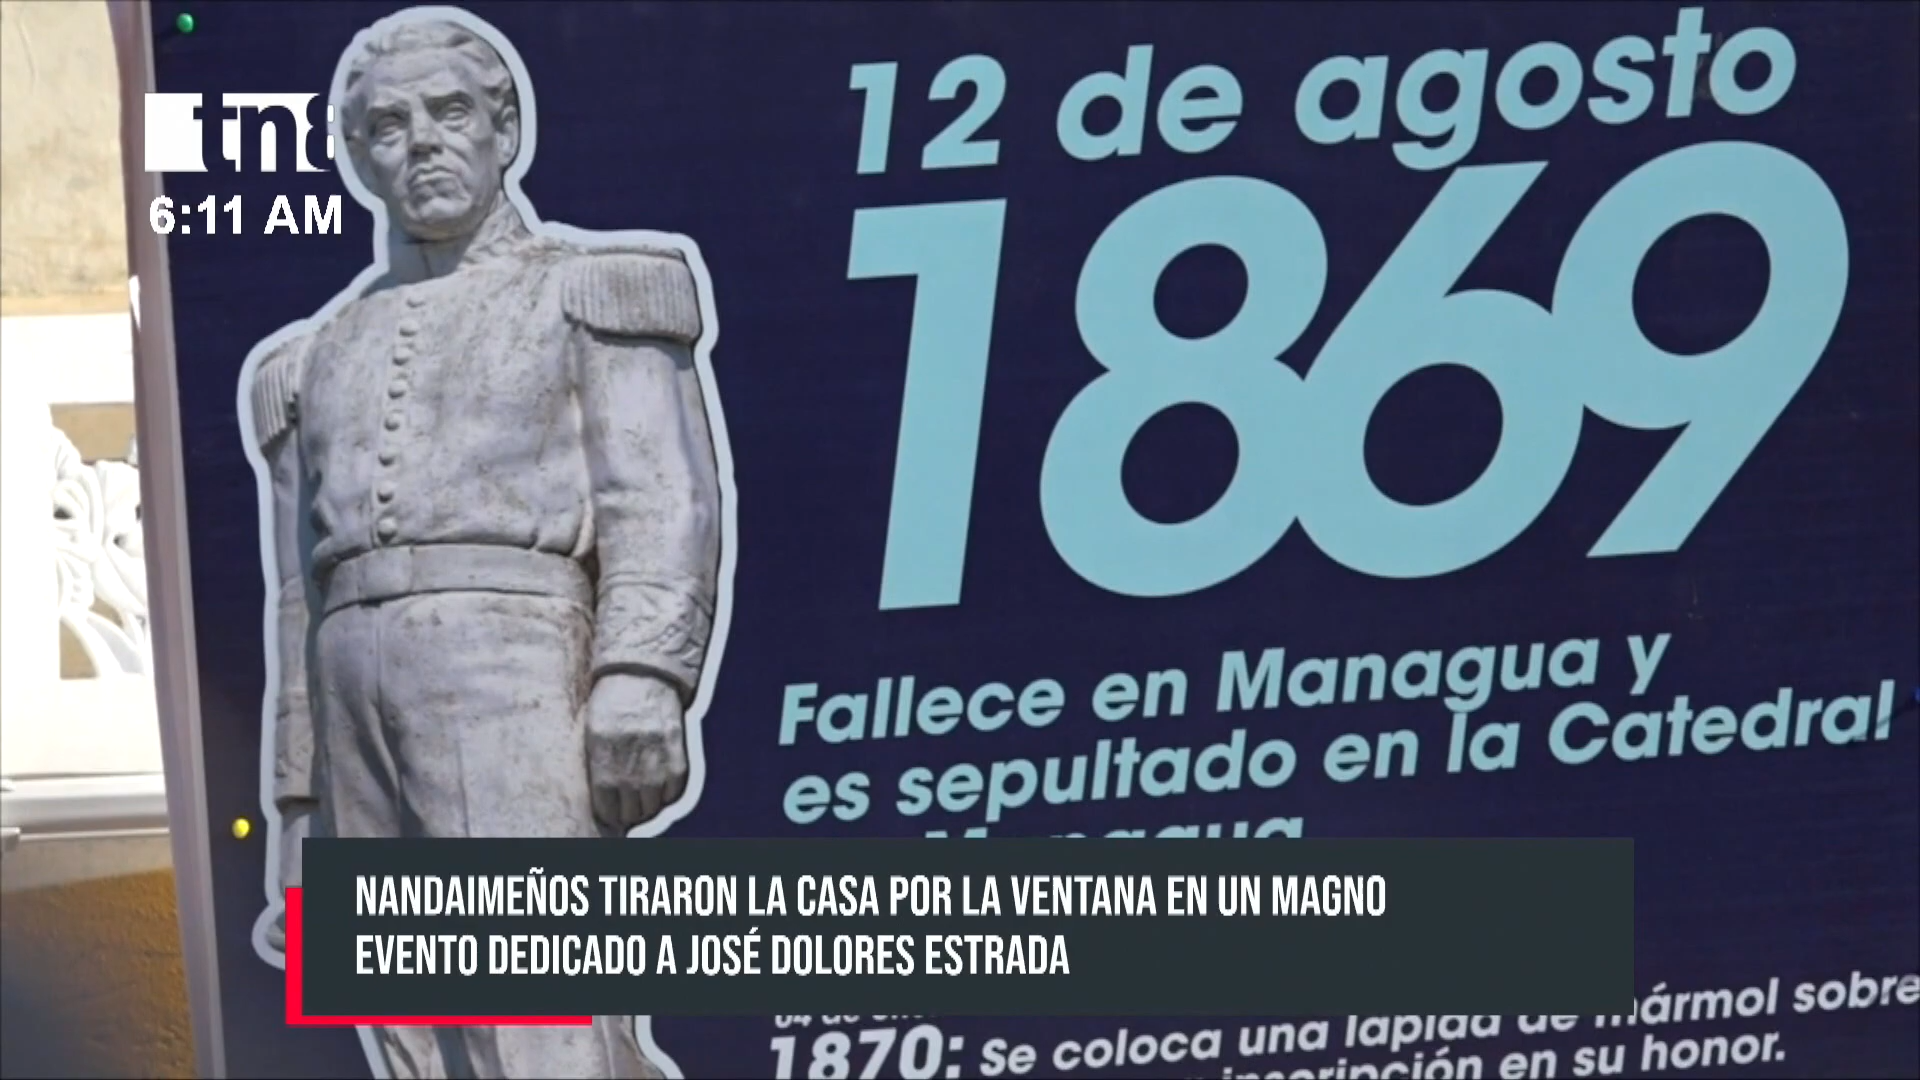 tn8
6:11 AM
12 de agosto
1869
Fallece en Managua y
es sepultado en la Catedral
Managua
NANDAIMEÑOS TIRARON LA CASA POR LA VENTANA EN UN MAGNO
EVENTO DEDICADO A JOSÉ DOLORES ESTRADA
1870: Se coloca una lápida de mármol sobre
inscripción en su honor.